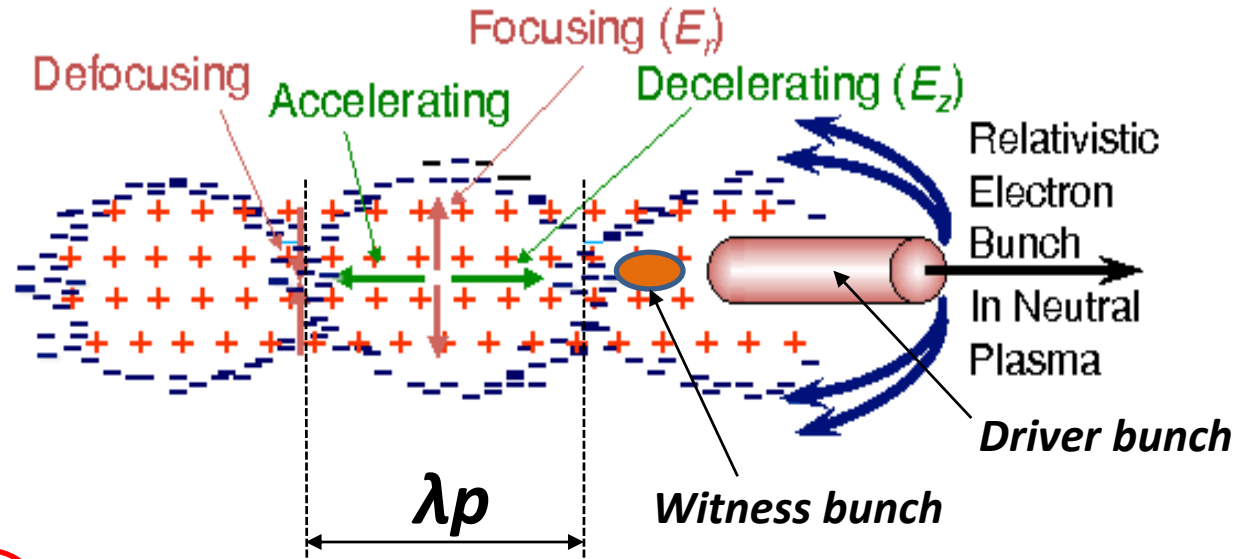 Focusing (Er)
Defocusing
Accelerating
Decelerating (Ez)
Relativistic
Electron
Bunch
In Neutral
Plasma
Driver bunch
Witness bunch
λp